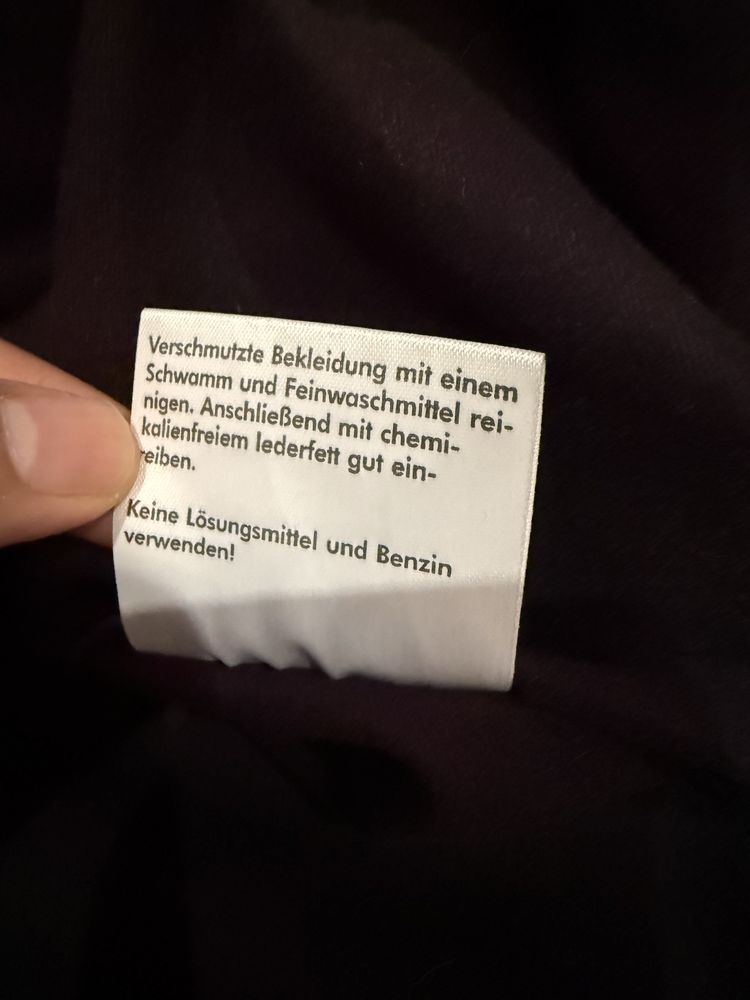 Verschmutzte Bekleidung mit einem
Schwamm und Feinwaschmittel rei-
nigen. Anschließend mit chemi-
kalienfreiem lederfett gut ein-
reiben.
Keine Lösungsmittel und Benzin
verwenden!